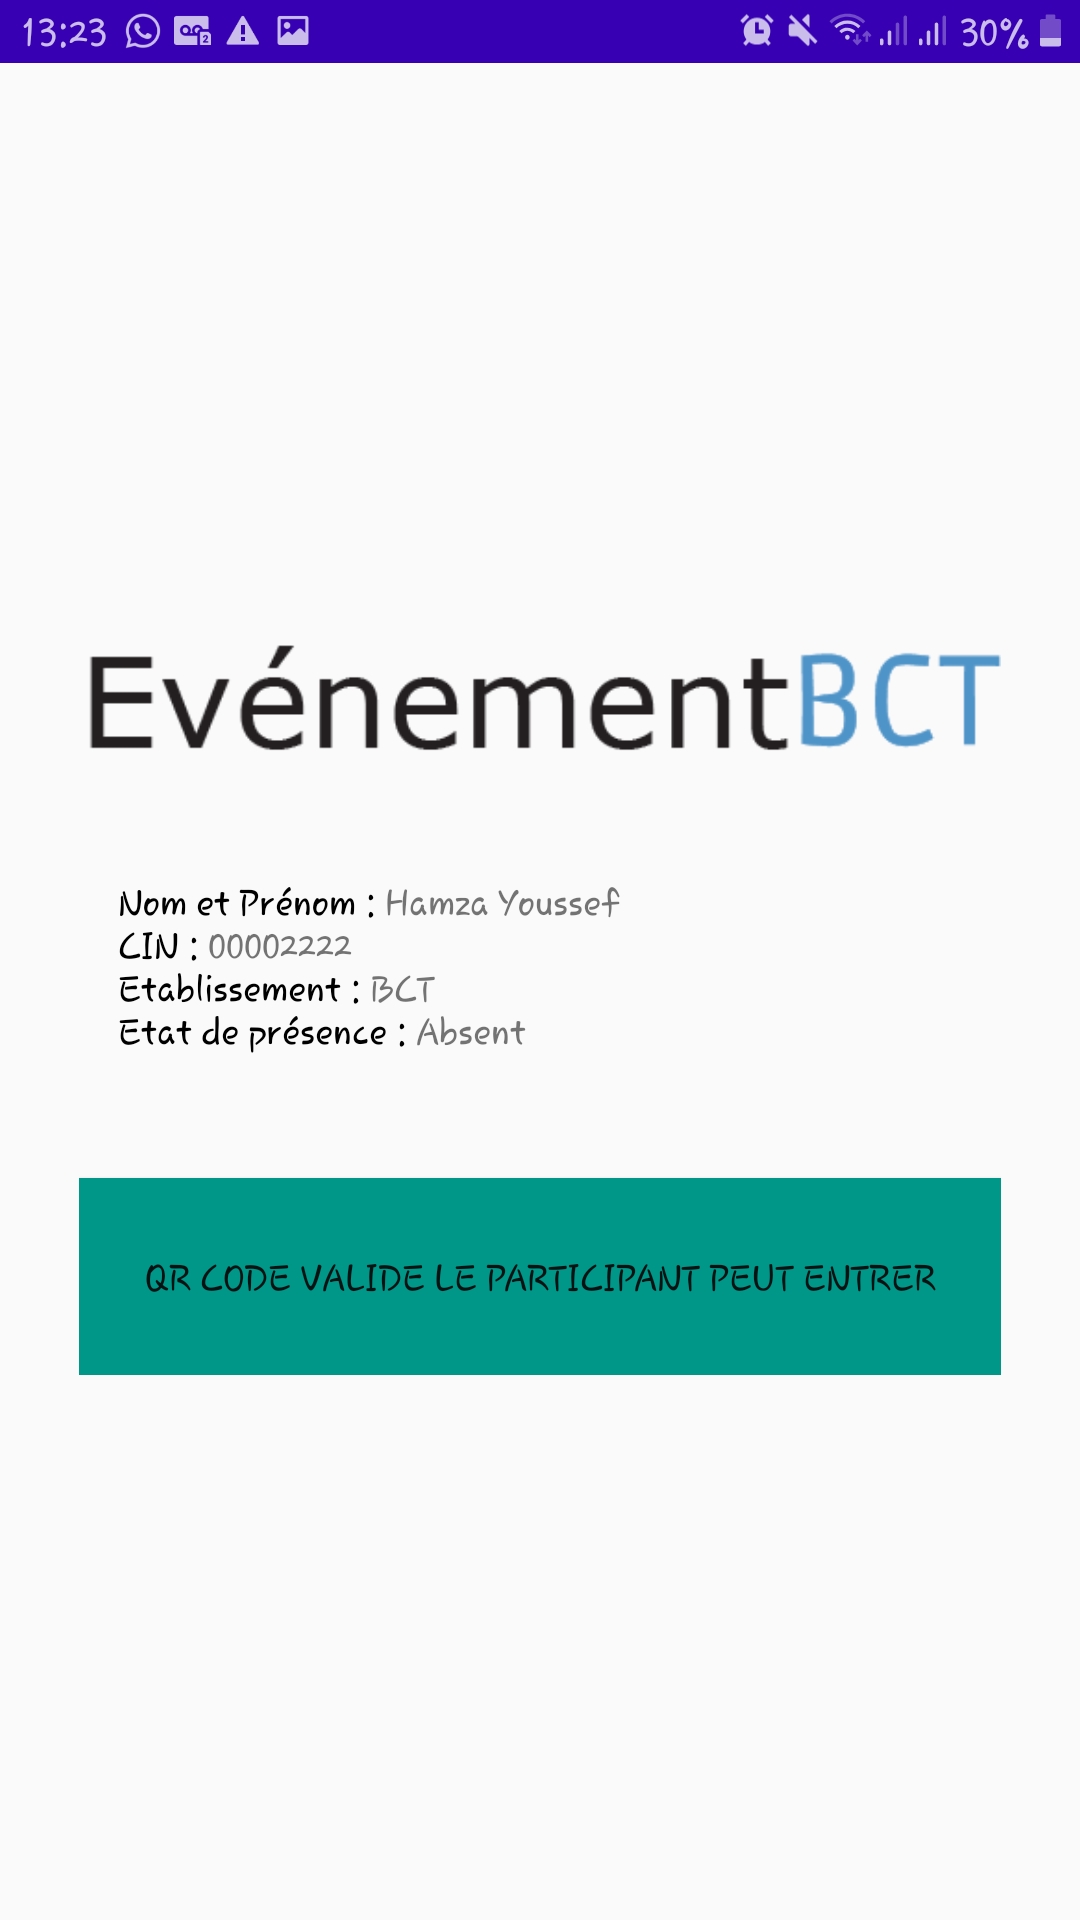 13:23 30%
EvénementBCT
Nom et Prénom : Hamza Youssef
CIN : 00002222
Etablissement : BCT
Etat de présence : Absent
QR CODE VALIDE LE PARTICIPANT PEUT ENTRER